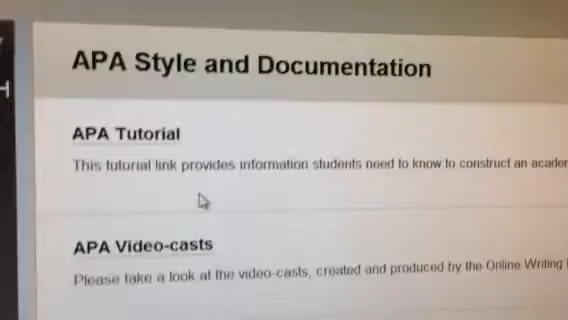 APA Style and Documentation
APA Tutorial
This tutorial link provides information students need to know to construct an
APA Video-casts
Please take a look at the video-casts, created and produced by the Online Writing